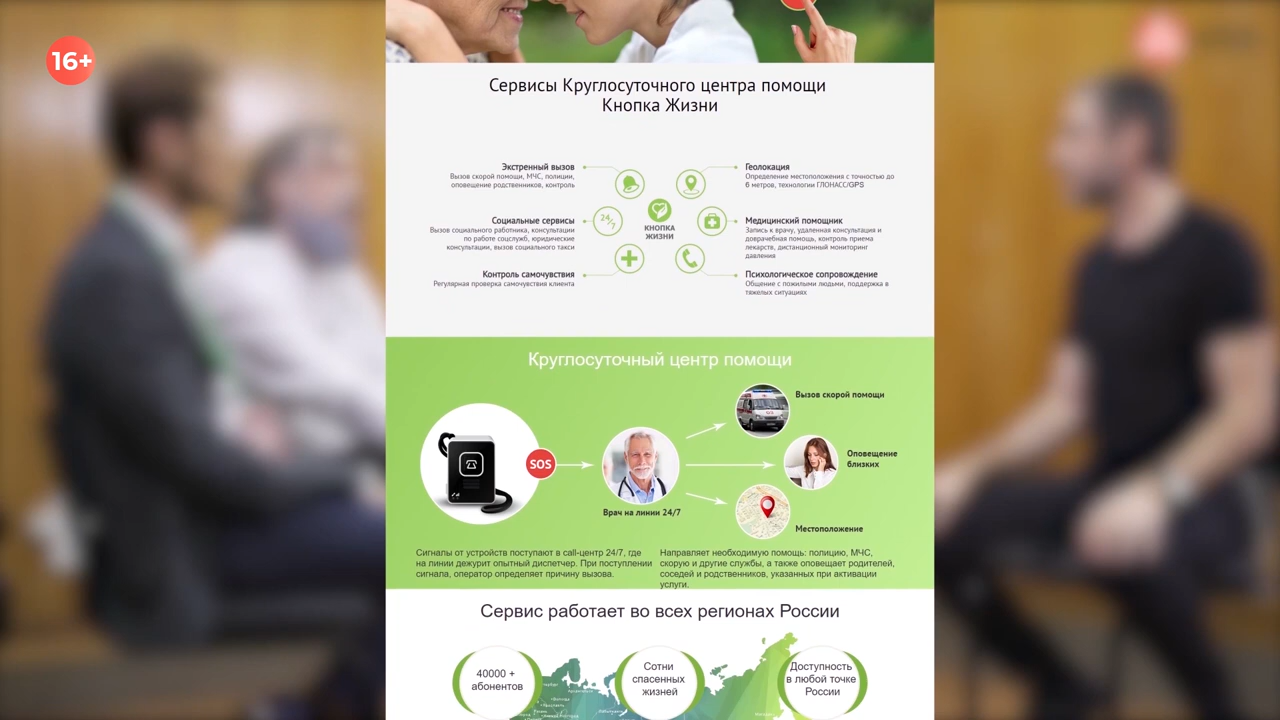 16+
Сервисы Круглосуточного центра помощи
Кнопка Жизни
Экстренный вызов
Вызов скорой помощи, МЧС, полиции,
оповещение родственников, контроль
Социальные сервисы
Вызов социального работника, консультации
по работе соцслужб, юридические
консультации, вызов социального такси
Контроль самочувствия
Регулярная проверка самочувствия клиента
24/7
КНОПКА
ЖИЗНИ
Геолокация
Определение местоположения с точностью до
6 метров, технологии ГЛОНАСС/GPS
Медицинский помощник
Запись к врачу, удаленная консультация и
доврачебная помощь, контроль приема
лекарств, дистанционный мониторинг
давления
Психологическое сопровождение
Общение с пожилыми людьми, поддержка в
тяжелых ситуациях
Круглосуточный центр помощи
SOS
Врач на линии 24/7
Вызов скорой помощи
Оповещение
близких
Местоположение
Сигналы от устройств поступают в call-центр 24/7, где
на линии дежурит опытный диспетчер. При поступлении
сигнала, оператор определяет причину вызова.
Направляет необходимую помощь: полицию, МЧС,
скорую и другие службы, а также оповещает родителей,
соседей и родственников, указанных при активации
услуги.
Сервис работает во всех регионах России
40000 +
абонентов
Сотни
спасенных
жизней
Доступность
в любой точке
России